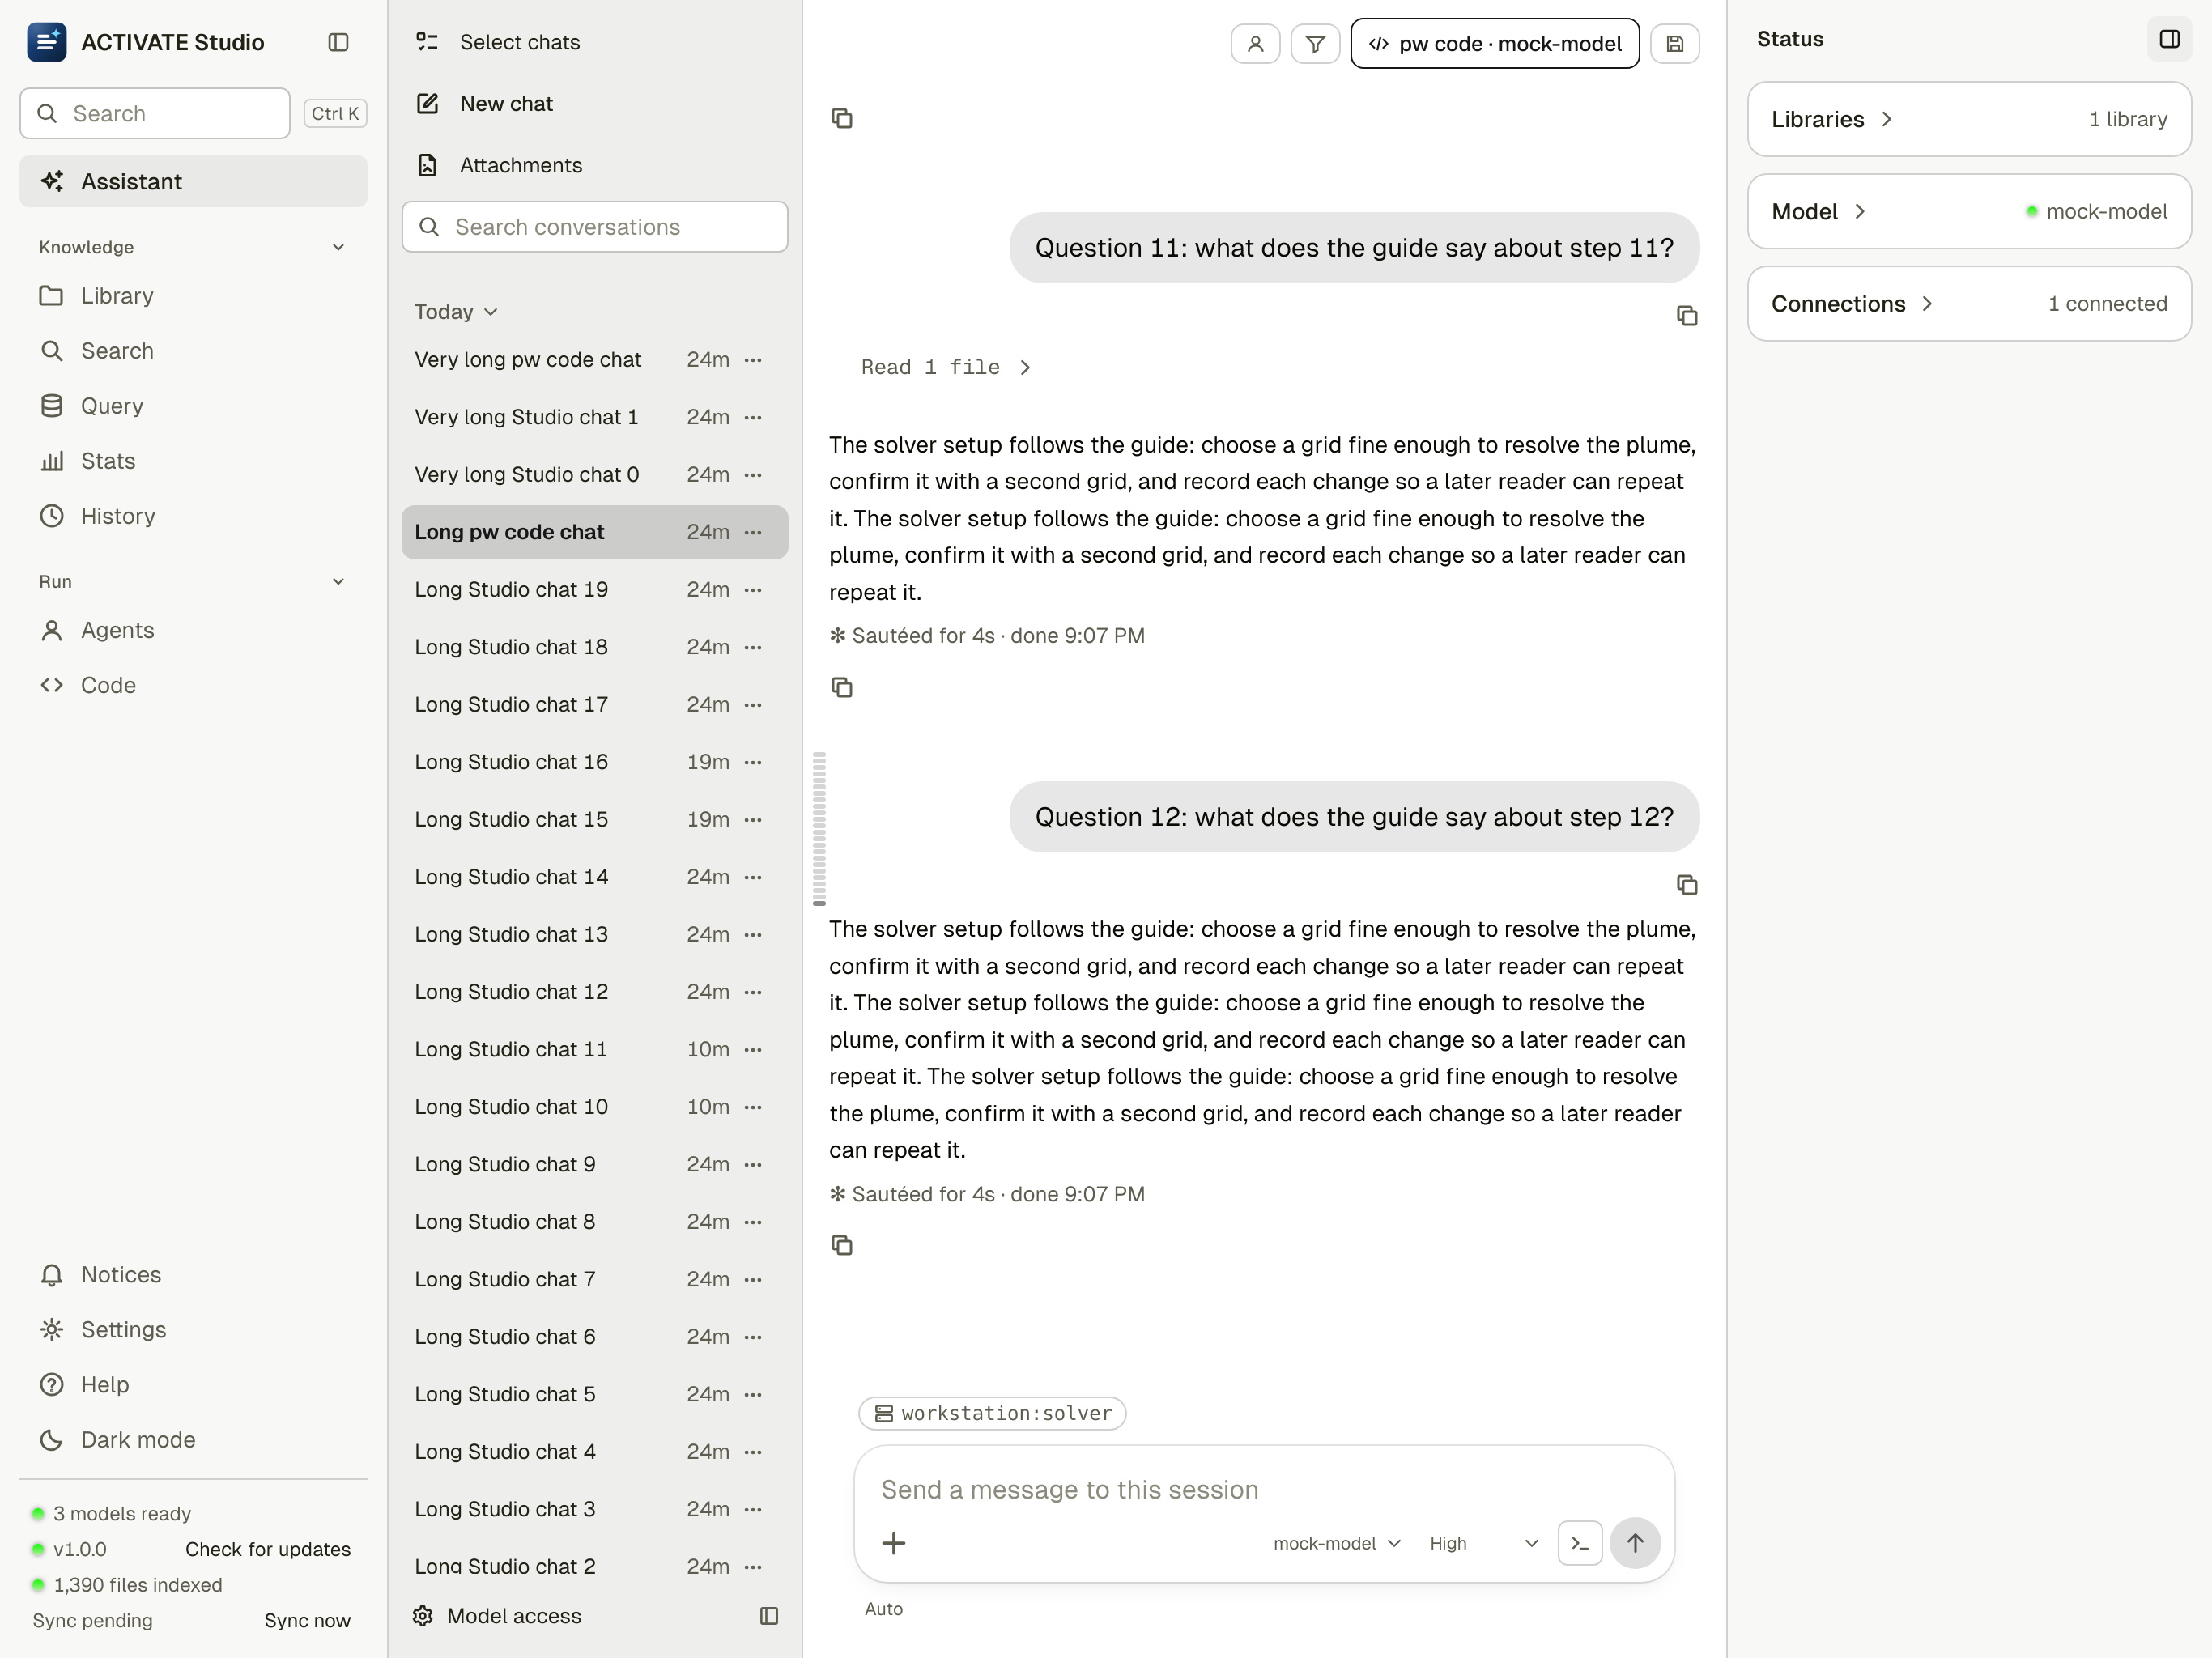 ACTIVATE Studio
Search
Ctrl K
Assistant
Knowledge
Library
Search
Query
Stats
History
Run
Agents
Code
Notices
Settings
Help
Dark mode
3 models ready
v1.0.0 Check for updates
1,390 files indexed
Sync pending Sync now
Select chats
New chat
Attachments
Search conversations
Today
Very long pw code chat 24m
Very long Studio chat 1 24m
Very long Studio chat 0 24m
Long pw code chat 24m
Long Studio chat 19 24m
Long Studio chat 18 24m
Long Studio chat 17 24m
Long Studio chat 16 19m
Long Studio chat 15 19m
Long Studio chat 14 24m
Long Studio chat 13 24m
Long Studio chat 12 24m
Long Studio chat 11 10m
Long Studio chat 10 10m
Long Studio chat 9 24m
Long Studio chat 8 24m
Long Studio chat 7 24m
Long Studio chat 6 24m
Long Studio chat 5 24m
Long Studio chat 4 24m
Long Studio chat 3 24m
Long Studio chat 2 24m
Model access
pw code · mock-model
Question 11: what does the guide say about step 11?
Read 1 file
The solver setup follows the guide: choose a grid fine enough to resolve the plume,
confirm it with a second grid, and record each change so a later reader can repeat
it. The solver setup follows the guide: choose a grid fine enough to resolve the
plume, confirm it with a second grid, and record each change so a later reader can
repeat it.
✻ Sautéed for 4s · done 9:07 PM
Question 12: what does the guide say about step 12?
The solver setup follows the guide: choose a grid fine enough to resolve the plume,
confirm it with a second grid, and record each change so a later reader can repeat
it. The solver setup follows the guide: choose a grid fine enough to resolve the
plume, confirm it with a second grid, and record each change so a later reader can
repeat it. The solver setup follows the guide: choose a grid fine enough to resolve
the plume, confirm it with a second grid, and record each change so a later reader
can repeat it.
✻ Sautéed for 4s · done 9:07 PM
workstation:solver
Send a message to this session
mock-model High
Auto
Status
Libraries 1 library
Model mock-model
Connections 1 connected